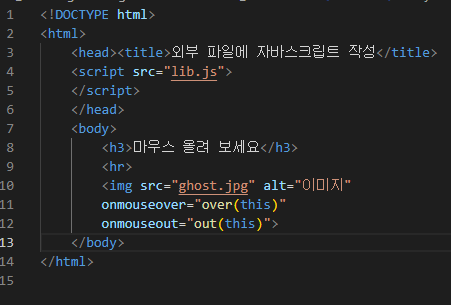 1 <!DOCTYPE html>
2 <html>
3 <head><title>외부 파일에 자바스크립트 작성</title>
4 <script src="lib.js">
5 </script>
6 </head>
7 <body>
8 <h3>마우스 올려 보세요</h3>
9 <hr>
10 <img src="ghost.jpg" alt="이미지"
11 onmouseover="over(this)"
12 onmouseout="out(this)">
13 </body>
14 </html>
15